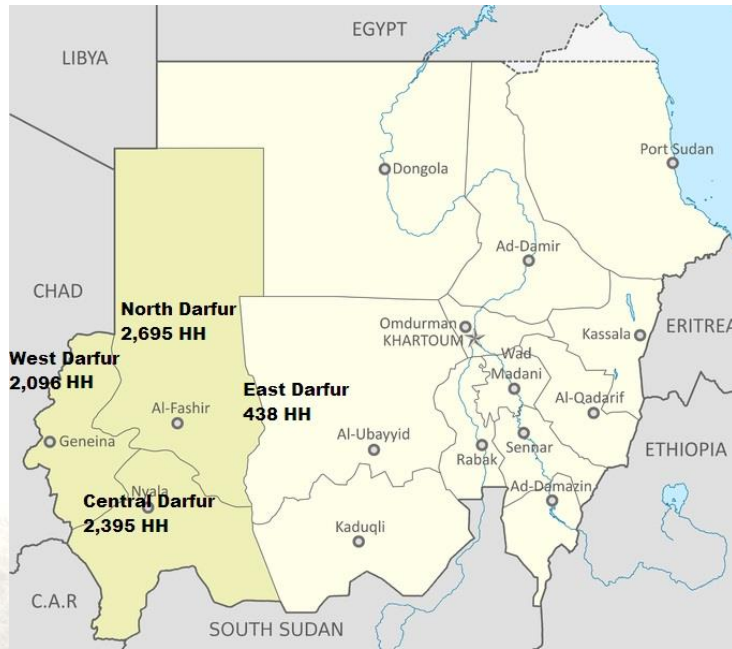 EGYPT
LIBYA
Port Sudan
Dongola
Ad-Damir
CHAD
North Darfur
2,695 HH
Omdurman
KHARTOUM
Kassala
ERITREA
West Darfur
2,096 HH
Wad
Madani
East Darfur
438 HH
Al-Fashir
Al-Qadarif
Geneina
Al-Ubayyid
Rabak
Sennar
ETHIOPIA
Nyala
Central Darfur
2,395 HH
Ad-Damazin
Kaduqli
C.A.R
SOUTH SUDAN